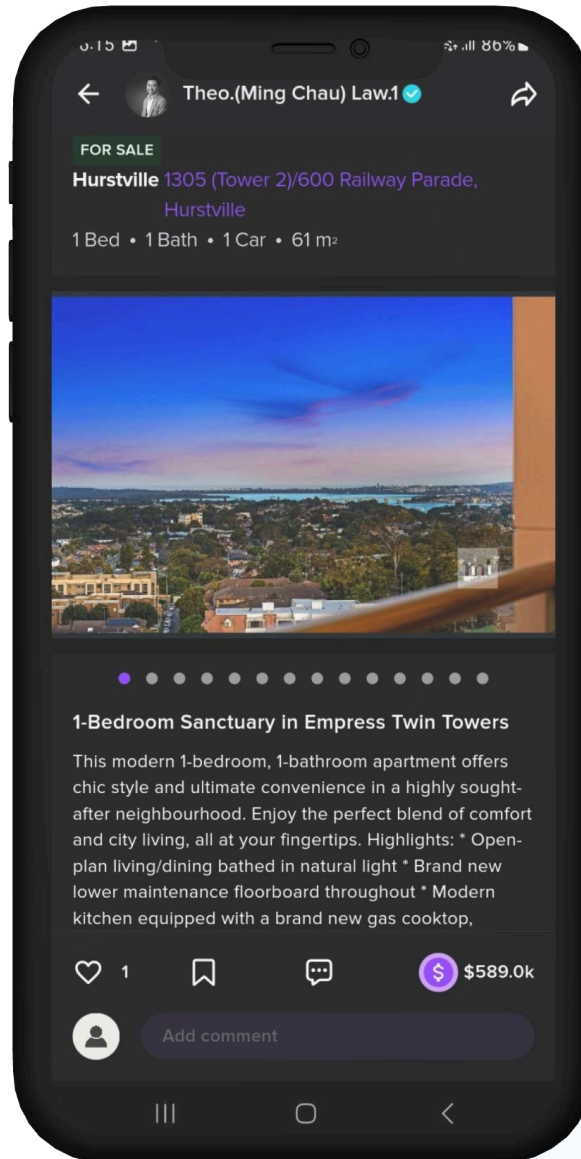 86%
Theo.(Ming Chau) Law.1
FOR SALE
Hurstville 1305 (Tower 2)/600 Railway Parade,
Hurstville
1 Bed • 1 Bath • 1 Car • 61 m²
1-Bedroom Sanctuary in Empress Twin Towers
This modern 1-bedroom, 1-bathroom apartment offers
chic style and ultimate convenience in a highly sought-
after neighbourhood. Enjoy the perfect blend of comfort
and city living, all at your fingertips. Highlights: * Open-
plan living/dining bathed in natural light * Brand new
lower maintenance floorboard throughout * Modern
kitchen equipped with a brand new gas cooktop,
1
$ $589.0k
Add comment